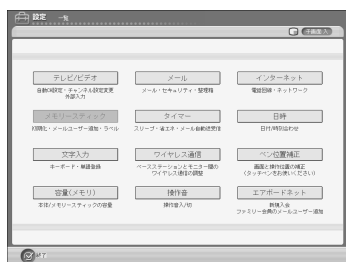 設定 一覧
子画面入
テレビ/ビデオ
自動CH設定・チャンネル設定変更
外部入力
メール
メール・セキュリティ・整理箱
インターネット
電話回線・ネットワーク
メモリースティック
初期化・メールユーザー追加・ラベル
タイマー
スリープ・省エネ・メール自動送受信
日時
日付/時刻合わせ
文字入力
キーボード・単語登録
ワイヤレス通信
ベースステーションとモニター間の
ワイヤレス通信の調整
ペン位置補正
画面と操作位置の補正
(タッチペンをお使いください)
容量(メモリ)
本体/メモリースティックの容量
操作音
操作音入/切
エアボードネット
新規入会
ファミリー会員のメールユーザー追加
終了